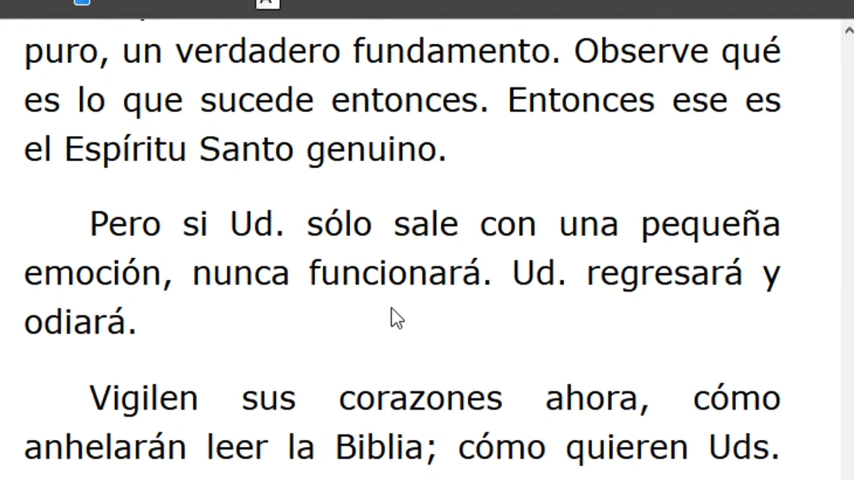 puro, un verdadero fundamento. Observe qué
es lo que sucede entonces. Entonces ese es
el Espíritu Santo genuino.
Pero si Ud. sólo sale con una pequeña
emoción, nunca funcionará. Ud. regresará y
odiará.
Vigilen sus corazones ahora, cómo
anhelarán leer la Biblia; cómo quieren Uds.